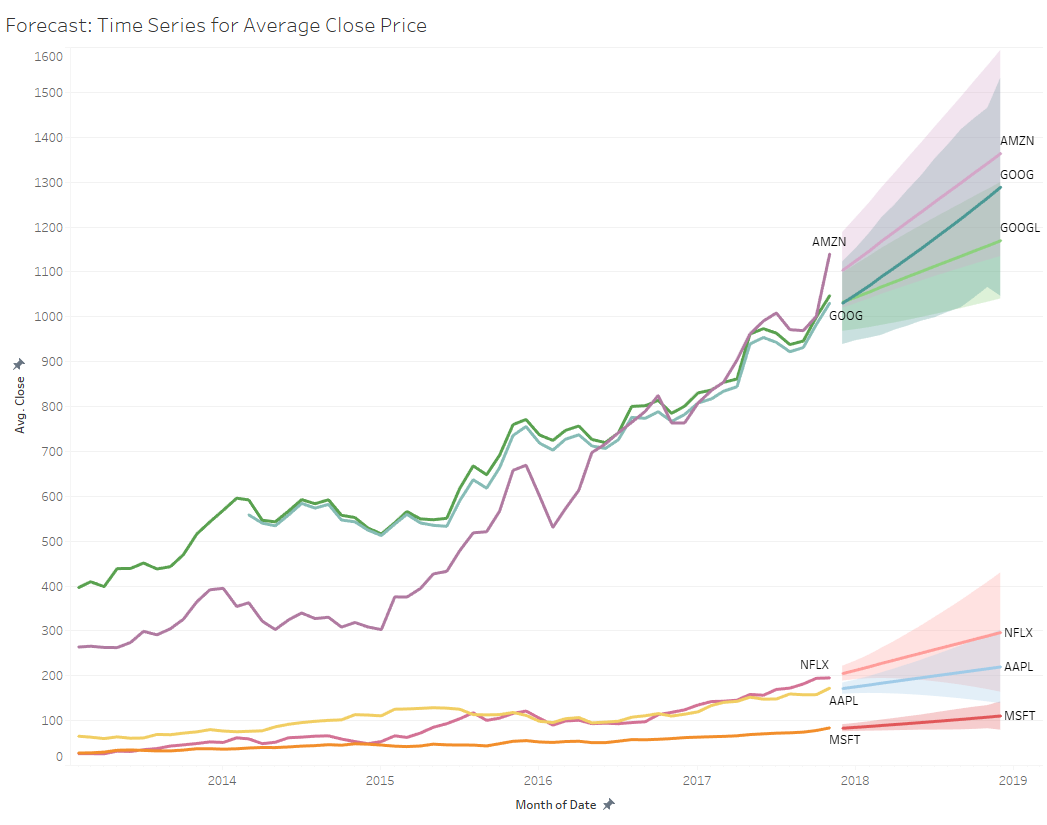 Forecast: Time Series for Average Close Price
1600
1500
1400
1300
1200
1100
1000
900
800
700
600
500
400
300
200
100
0
Avg. Close
AMZN
GOOG
GOOGL
AMZN
GOOG
NFLX
NFLX
AAPL
AAPL
MSFT
MSFT
2014
2015
2016
2017
2018
2019
Month of Date